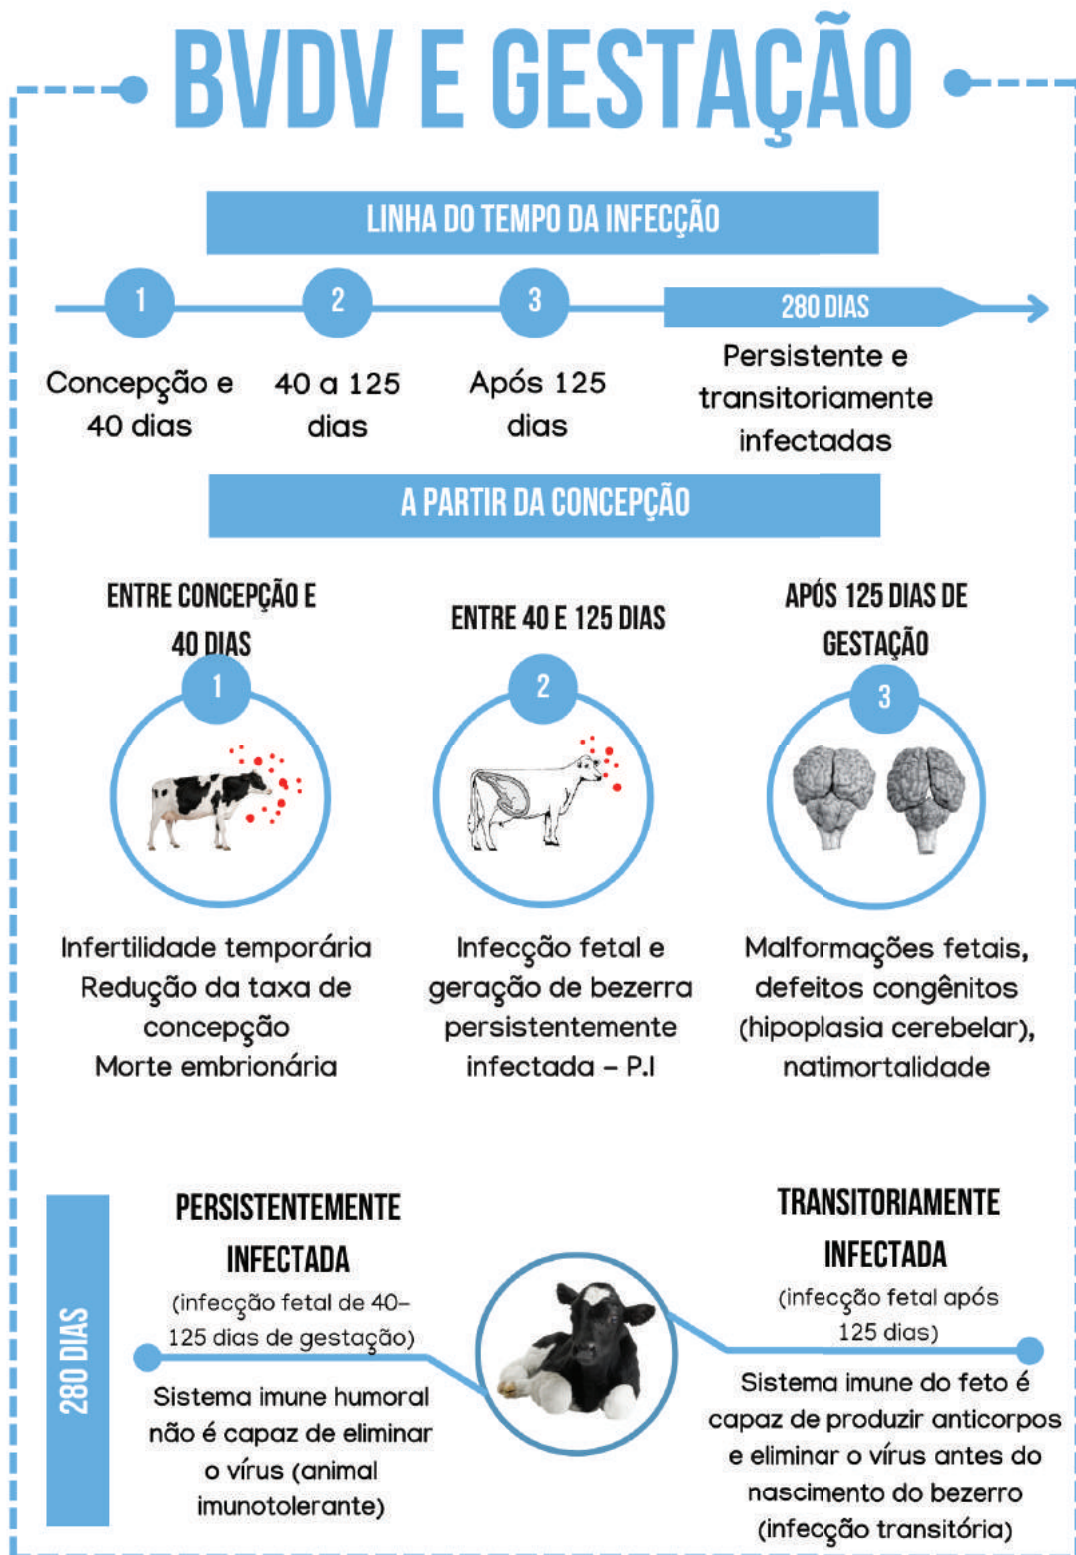 BVDV E GESTAÇÃO
LINHA DO TEMPO DA INFECÇÃO
1
2
3
280 DIAS
Concepção e
40 dias
40 a 125
dias
Após 125
dias
Persistente e
transitoriamente
infectadas
A PARTIR DA CONCEPÇÃO
ENTRE CONCEPÇÃO E
40 DIAS
1
Infertilidade temporária
Redução da taxa de
concepção
Morte embrionária
ENTRE 40 E 125 DIAS
2
Infecção fetal e
geração de bezerra
persistentemente
infectada – P.I
APÓS 125 DIAS DE
GESTAÇÃO
3
Malformações fetais,
defeitos congênitos
(hipoplasia cerebelar),
natimortalidade
280 DIAS
PERSISTENTEMENTE
INFECTADA
(infecção fetal de 40–
125 dias de gestação)
Sistema imune humoral
não é capaz de eliminar
o vírus (animal
imunotolerante)
TRANSITORIAMENTE
INFECTADA
(infecção fetal após
125 dias)
Sistema imune do feto é
capaz de produzir anticorpos
e eliminar o vírus antes do
nascimento do bezerro
(infecção transitória)